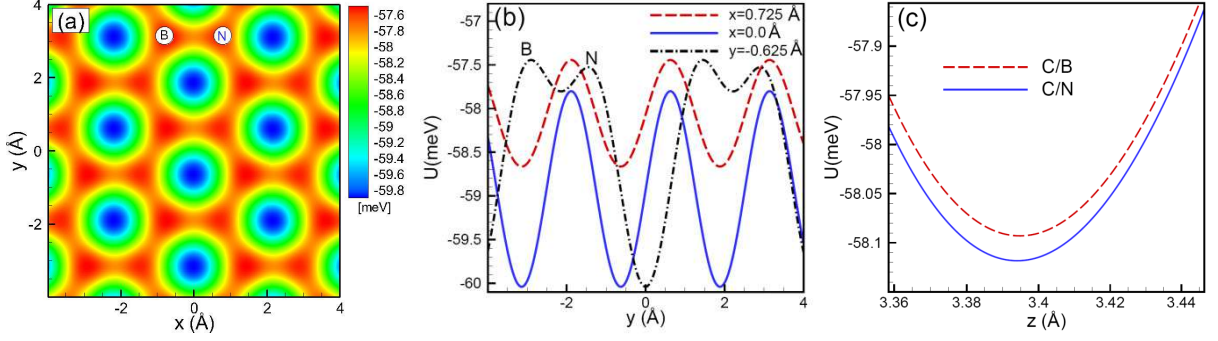 (a)
B
N
4
2
0
-2
y (Å)
-2
0
2
4
x (Å)
-57.6
-57.8
-58
-58.2
-58.4
-58.6
-58.8
-59
-59.2
-59.4
-59.6
-59.8
[meV]
(b)
x=0.725 Å
x=0.0 Å
y=-0.625 Å
B
N
-57
-57.5
-58
-58.5
-59
-59.5
-60
U(meV)
-2
0
2
4
y (Å)
(c)
C/B
C/N
-57.9
-57.95
-58
-58.05
-58.1
U(meV)
3.36
3.38
3.4
3.42
3.44
z (Å)